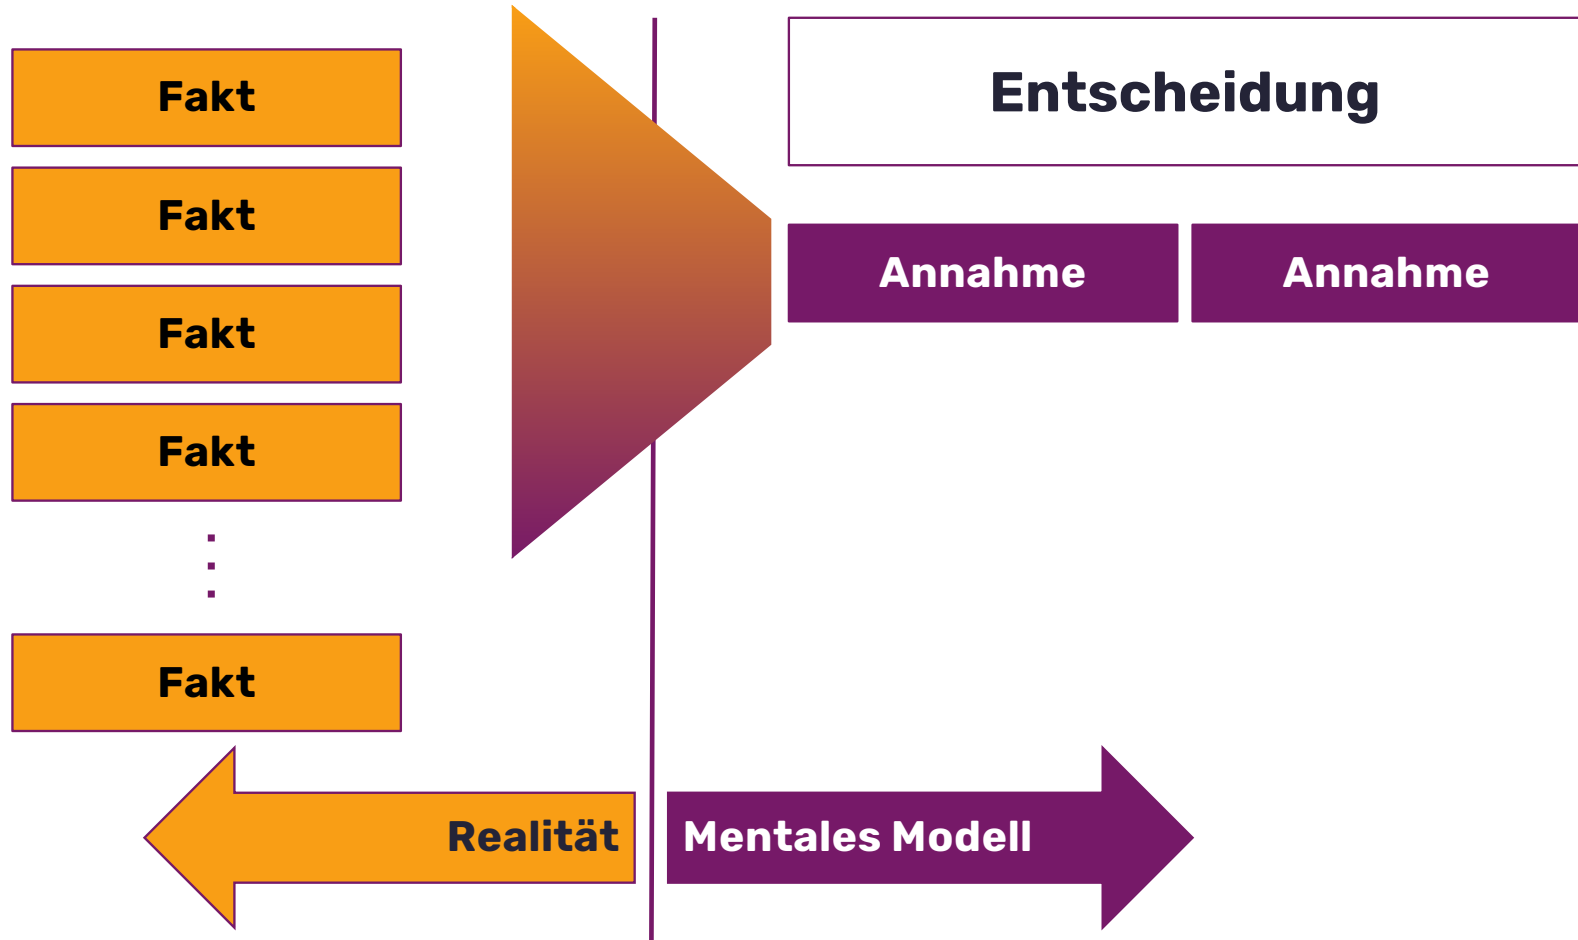 Fakt
Fakt
Fakt
Fakt
Fakt
Entscheidung
Annahme
Annahme
Realität
Mentales Modell